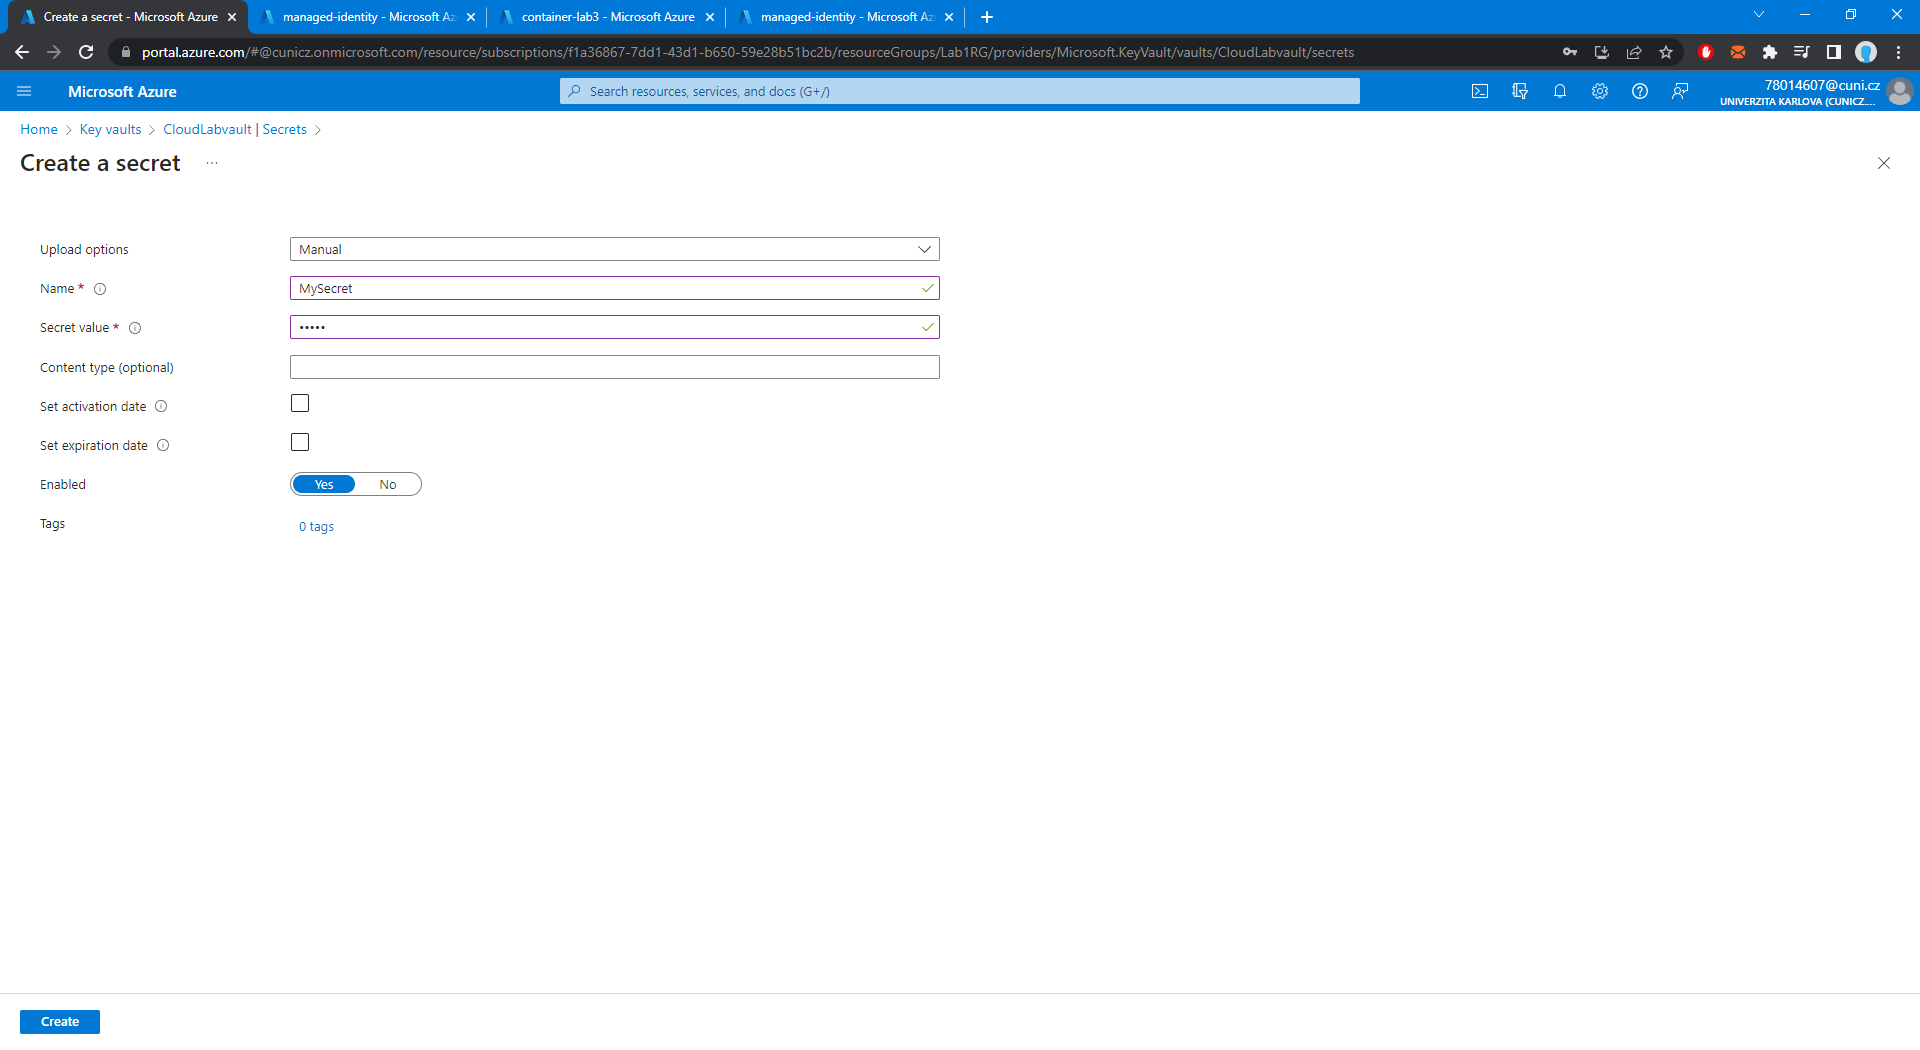 Create a secret - Microsoft Azure
managed-identity - Microsoft Az
container-lab3 - Microsoft Azure
managed-identity - Microsoft Az
portal.azure.com/#@cunicz.onmicrosoft.com/resource/subscriptions/f1a36867-7dd1-43d1-b650-59e28b51bc2b/resourceGroups/Lab1RG/providers/Microsoft.KeyVault/vaults/CloudLabvault/secrets
Microsoft Azure
Search resources, services, and docs (G+/)
78014607@cuni.cz
UNIVERZITA KARLOVA (CUNICZ....
Home > Key vaults > CloudLabvault | Secrets >
Create a secret ...
Upload options
Manual
Name *
MySecret
Secret value *
•••••
Content type (optional)
Set activation date
Set expiration date
Enabled
Yes No
Tags
0 tags
Create